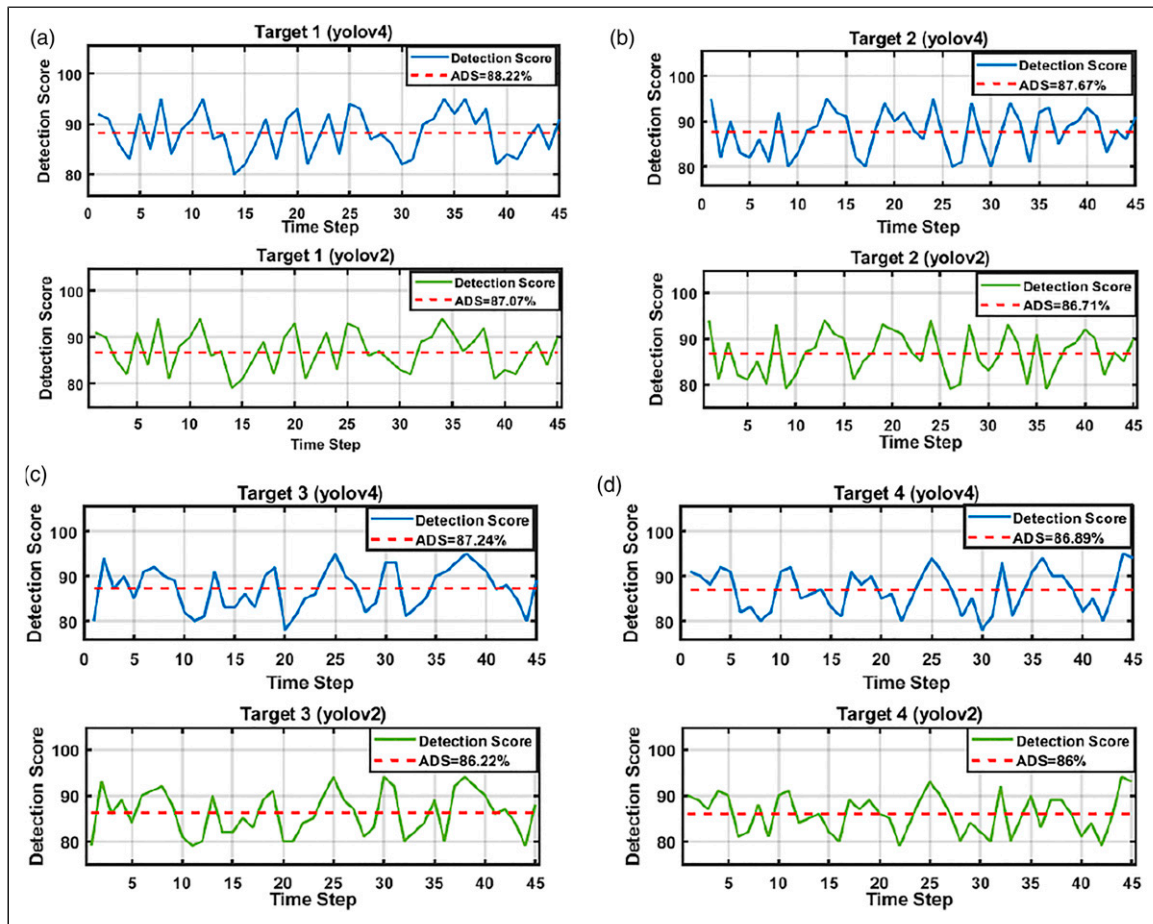 (a)
Target 1 (yolov4)
Detection Score
100
90
80
Detection Score
ADS=88.22%
0 5 10 15 20 25 30 35 40 45
Time Step
Target 1 (yolov2)
Detection Score
100
90
80
Detection Score
ADS=87.07%
0 5 10 15 20 25 30 35 40 45
Time Step
(b)
Target 2 (yolov4)
Detection Score
100
90
80
Detection Score
ADS=87.67%
0 5 10 15 20 25 30 35 40 45
Time Step
Target 2 (yolov2)
Detection Score
100
90
80
Detection Score
ADS=86.71%
0 5 10 15 20 25 30 35 40 45
Time Step
(c)
Target 3 (yolov4)
Detection Score
100
90
80
Detection Score
ADS=87.24%
0 5 10 15 20 25 30 35 40 45
Time Step
Target 3 (yolov2)
Detection Score
100
90
80
Detection Score
ADS=86.22%
0 5 10 15 20 25 30 35 40 45
Time Step
(d)
Target 4 (yolov4)
Detection Score
100
90
80
Detection Score
ADS=86.89%
0 5 10 15 20 25 30 35 40 45
Time Step
Target 4 (yolov2)
Detection Score
100
90
80
Detection Score
ADS=86%
0 5 10 15 20 25 30 35 40 45
Time Step